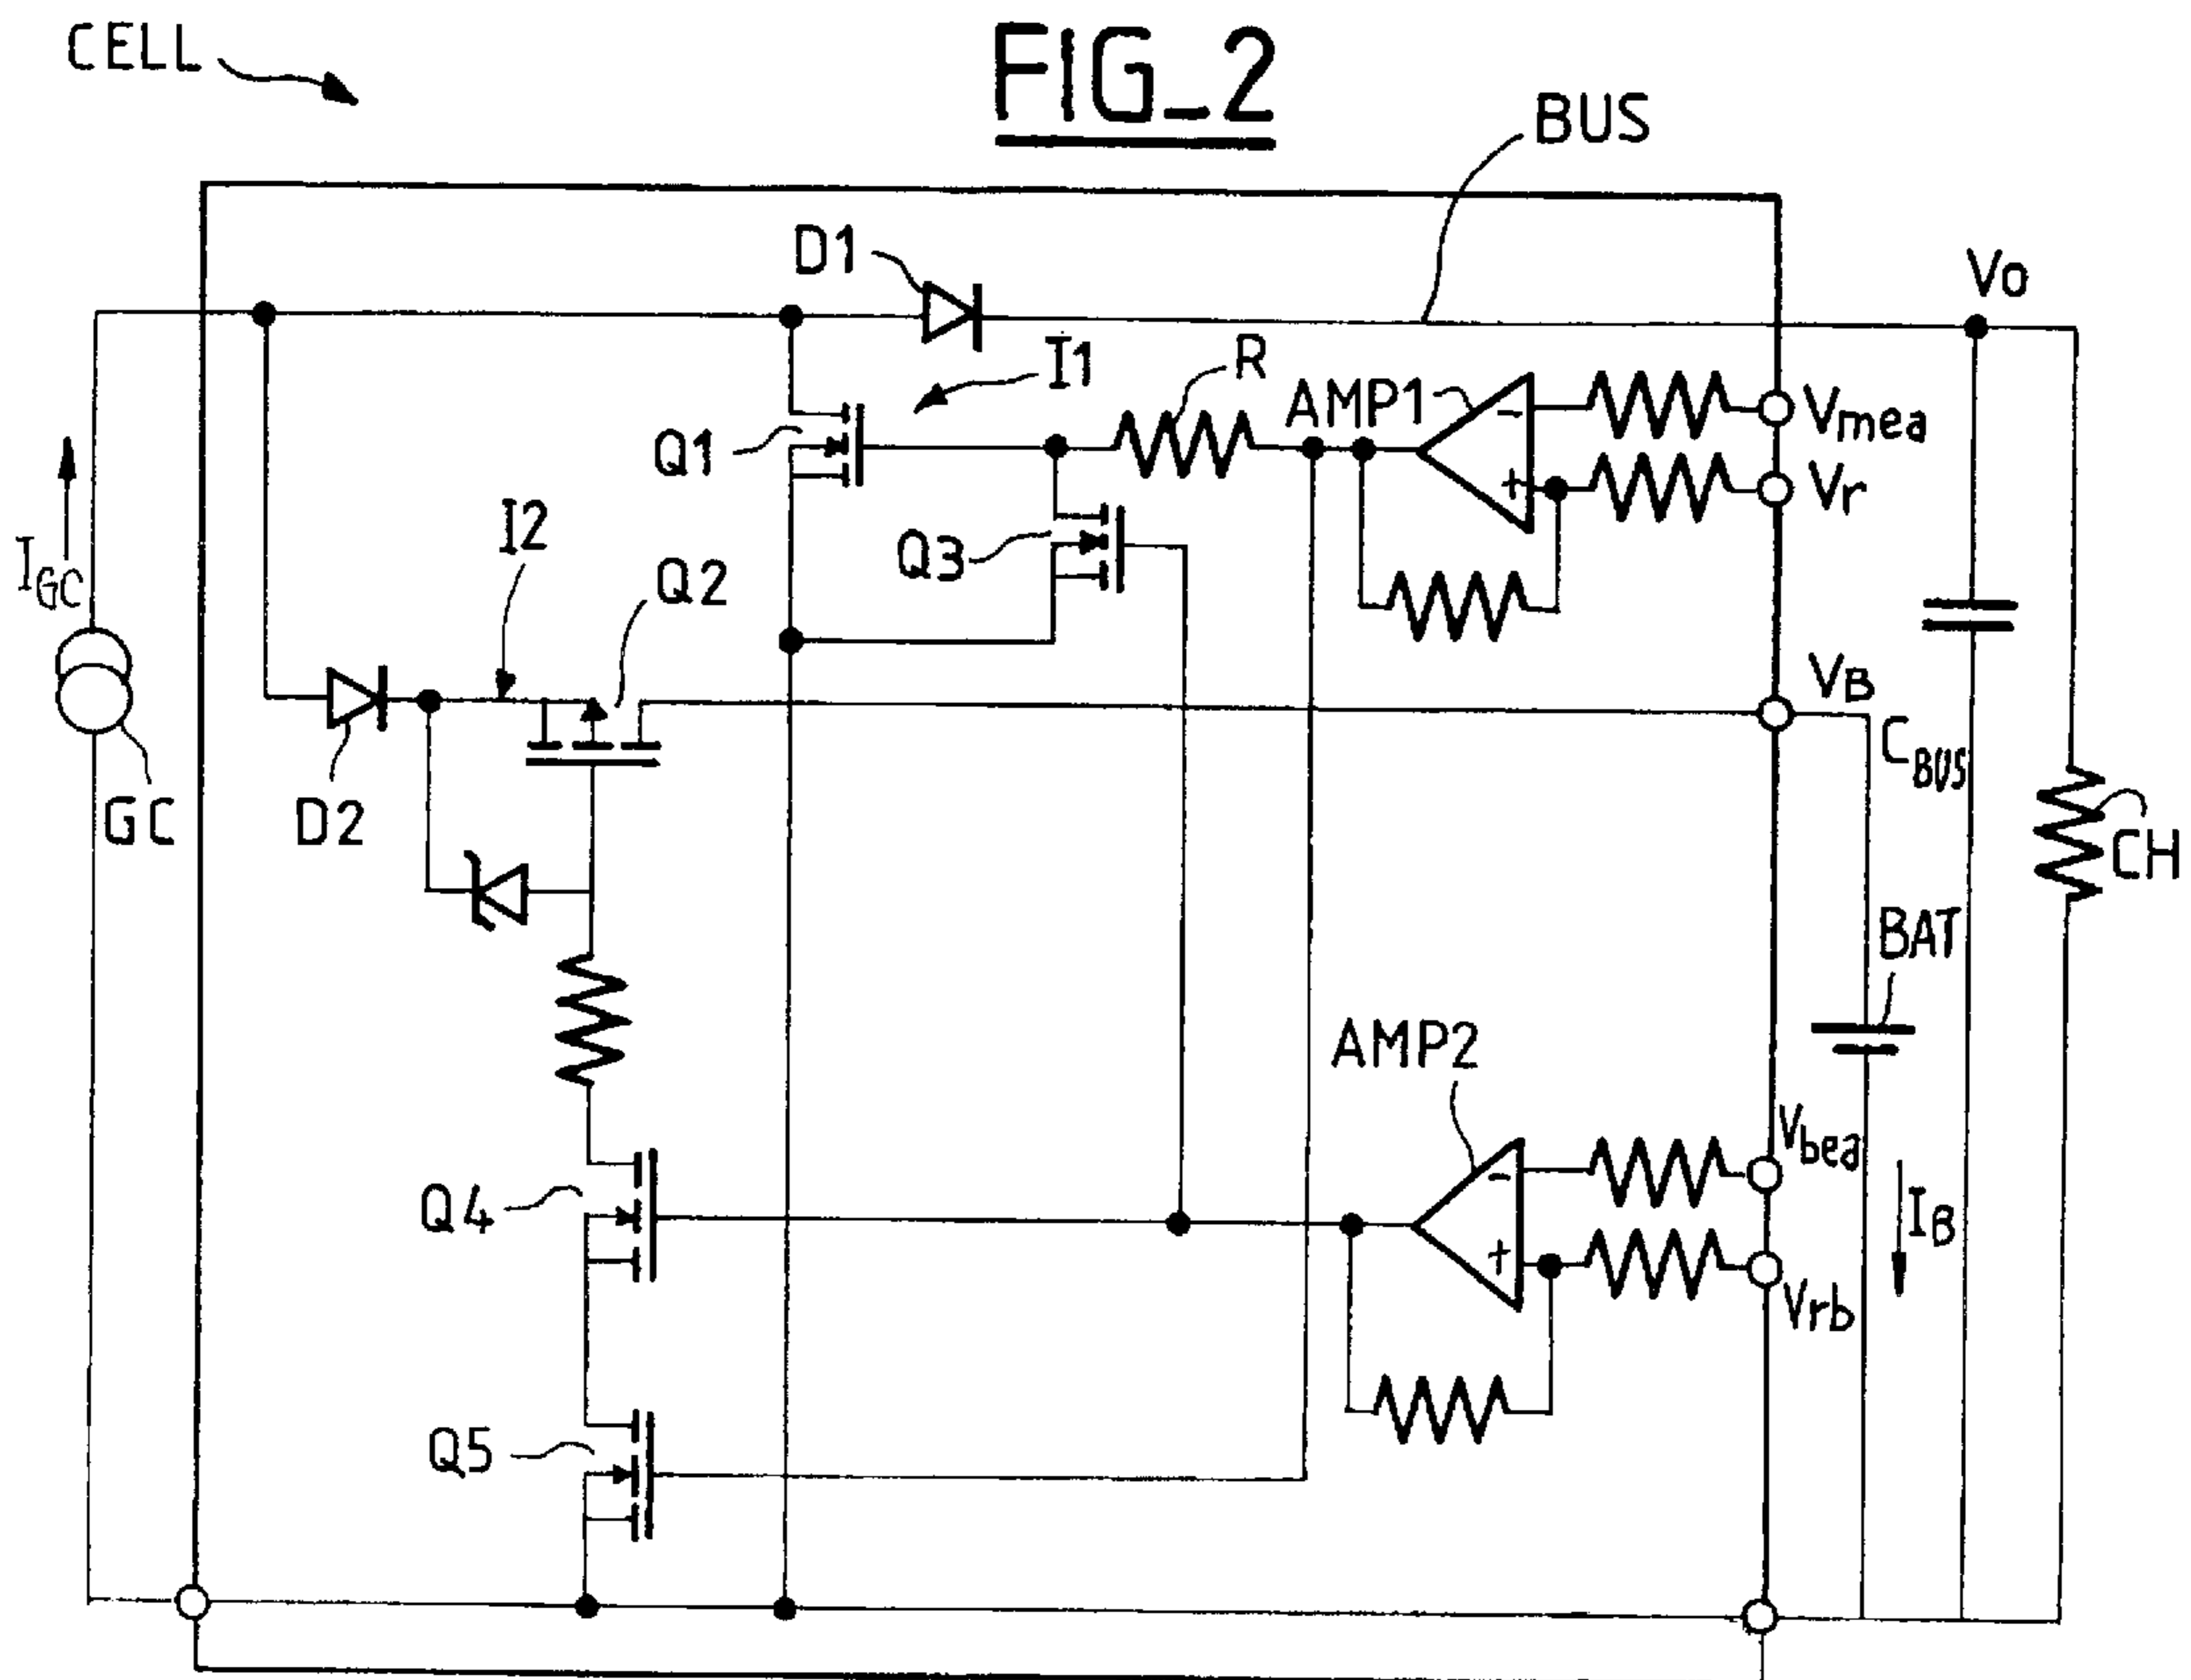 CELL
FIG_2
BUS
D1
Vo
I1
R
AMP1
-
Vmea
Q1
+
Vr
I2
Q3
IGC
Q2
VB
CBUS
GC
D2
CH
BAT
AMP2
Vbea
-
Q4
IB
+
Vrb
Q5